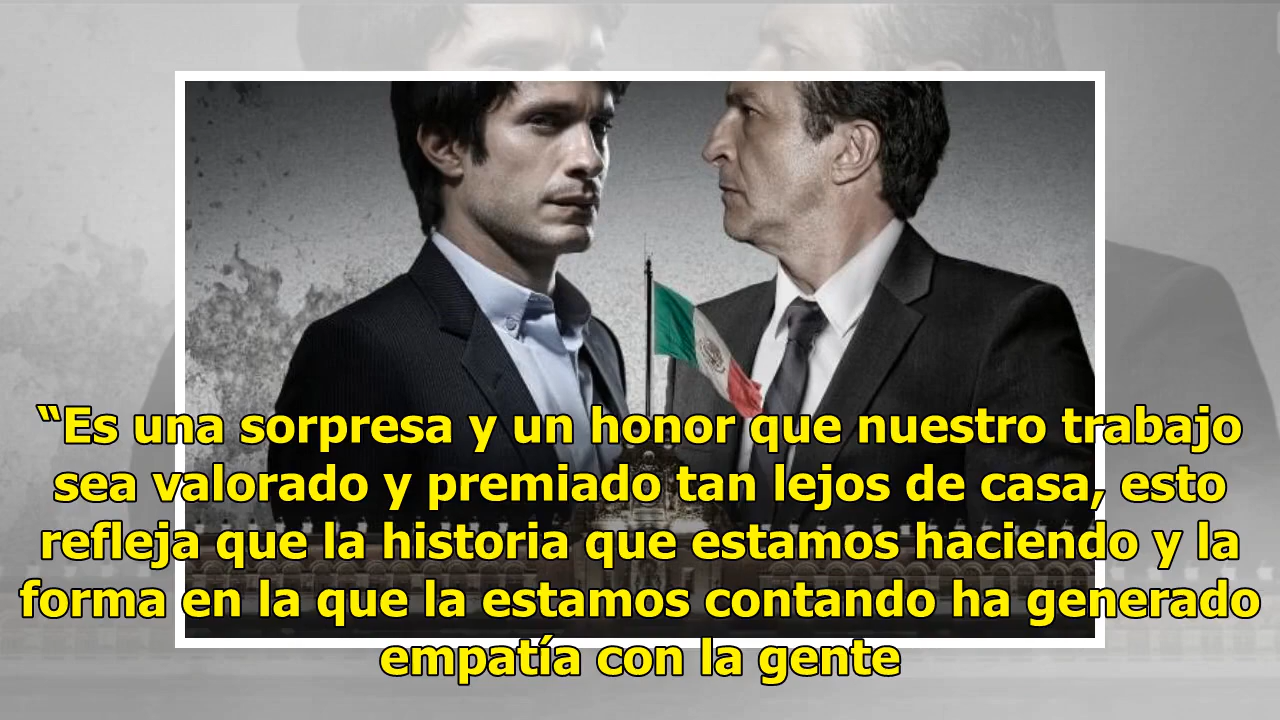 “Es una sorpresa y un honor que nuestro trabajo
sea valorado y premiado tan lejos de casa, esto
refleja que la historia que estamos haciendo y la
forma en la que la estamos contando ha generado
empatía con la gente